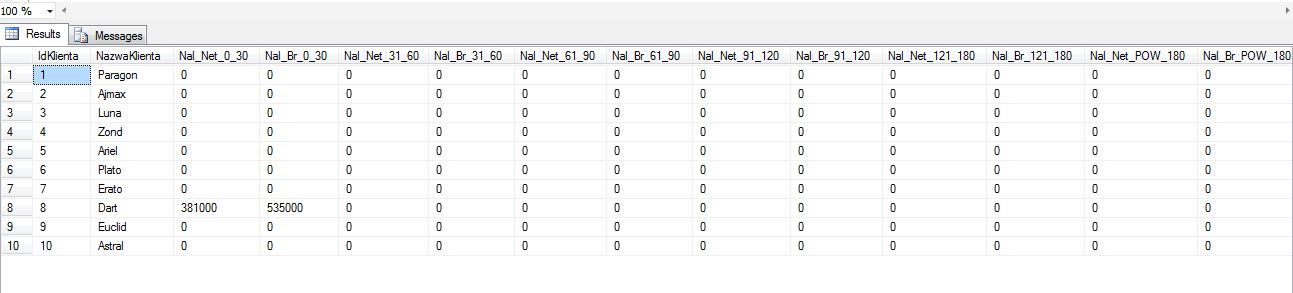 100 %
Results Messages
IdKlienta NazwaKlienta Nal_Net_0_30 Nal_Br_0_30 Nal_Net_31_60 Nal_Br_31_60 Nal_Net_61_90 Nal_Br_61_90 Nal_Net_91_120 Nal_Br_91_120 Nal_Net_121_180 Nal_Br_121_180 Nal_Net_POW_180 Nal_Br_POW_180
1 1 Paragon 0 0 0 0 0 0 0 0 0 0 0 0
2 2 Ajmax 0 0 0 0 0 0 0 0 0 0 0 0
3 3 Luna 0 0 0 0 0 0 0 0 0 0 0 0
4 4 Zond 0 0 0 0 0 0 0 0 0 0 0 0
5 5 Ariel 0 0 0 0 0 0 0 0 0 0 0 0
6 6 Plato 0 0 0 0 0 0 0 0 0 0 0 0
7 7 Erato 0 0 0 0 0 0 0 0 0 0 0 0
8 8 Dart 381000 535000 0 0 0 0 0 0 0 0 0 0
9 9 Euclid 0 0 0 0 0 0 0 0 0 0 0 0
10 10 Astral 0 0 0 0 0 0 0 0 0 0 0 0